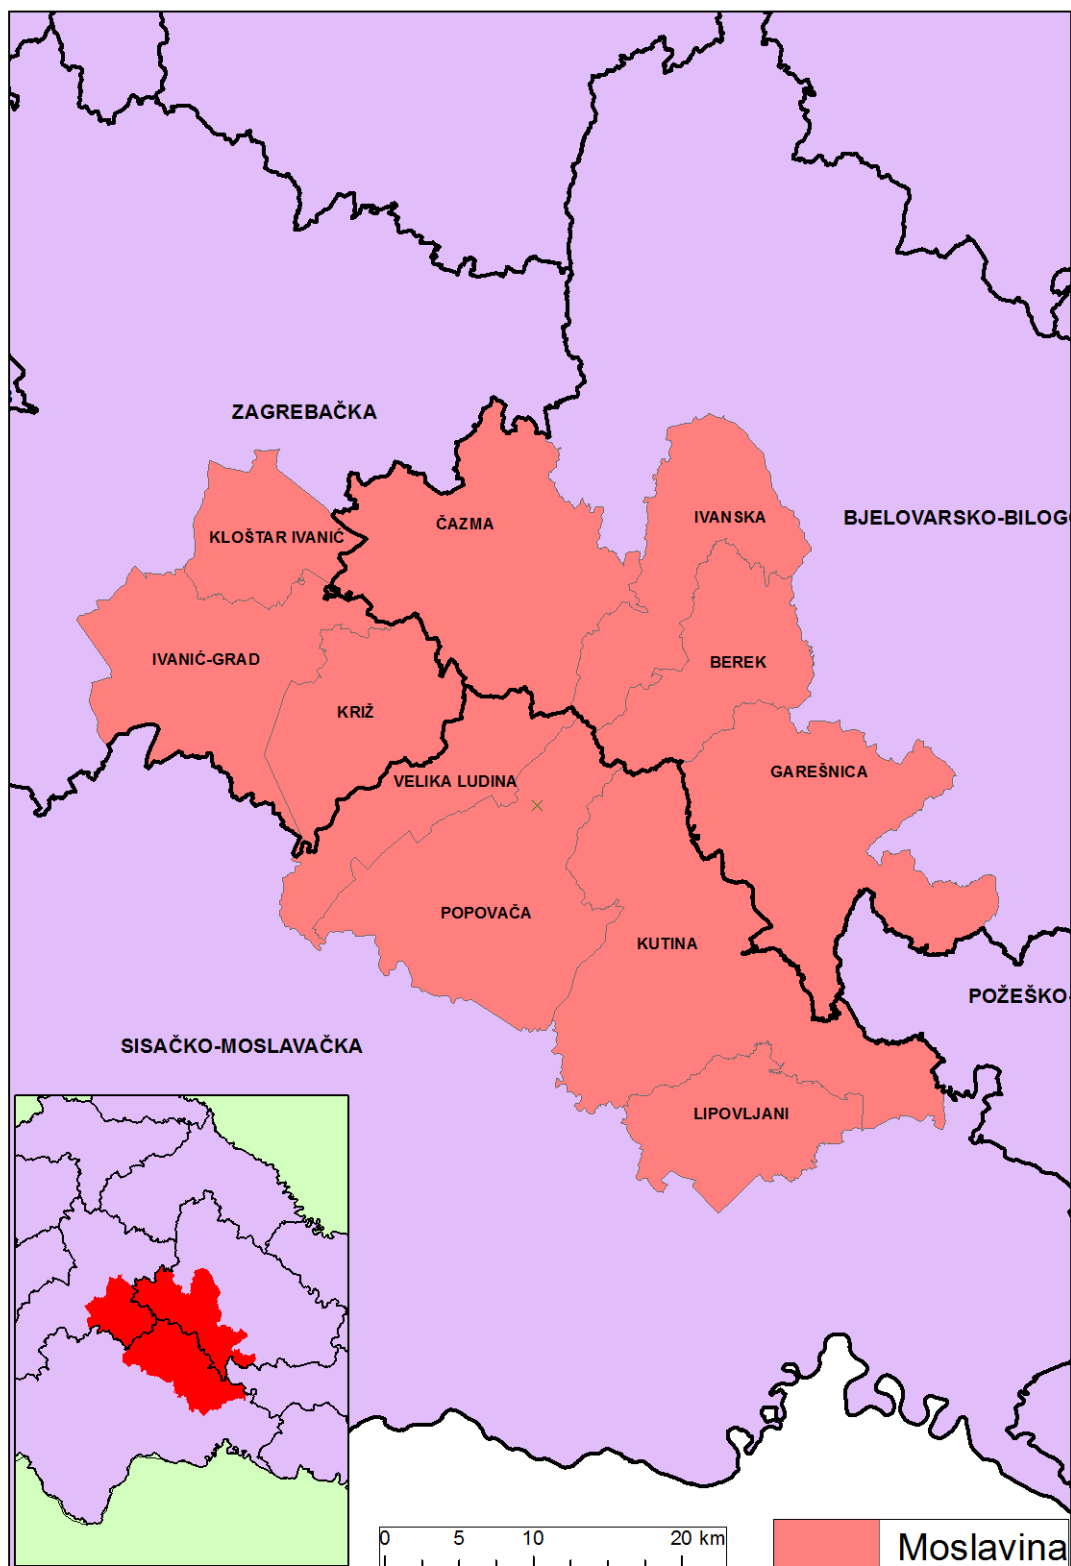 ZAGREBAČKA
ČAZMA
IVANSKA
BJELOVARSKO-BILOGO
KLOŠTAR IVANIĆ
IVANIĆ-GRAD
BEREK
KRIŽ
GAREŠNICA
VELIKA LUDINA
POPOVAČA
KUTINA
POŽEŠKO-
SISAČKO-MOSLAVAČKA
LIPOVLJANI
0 5 10 20 km
Moslavina